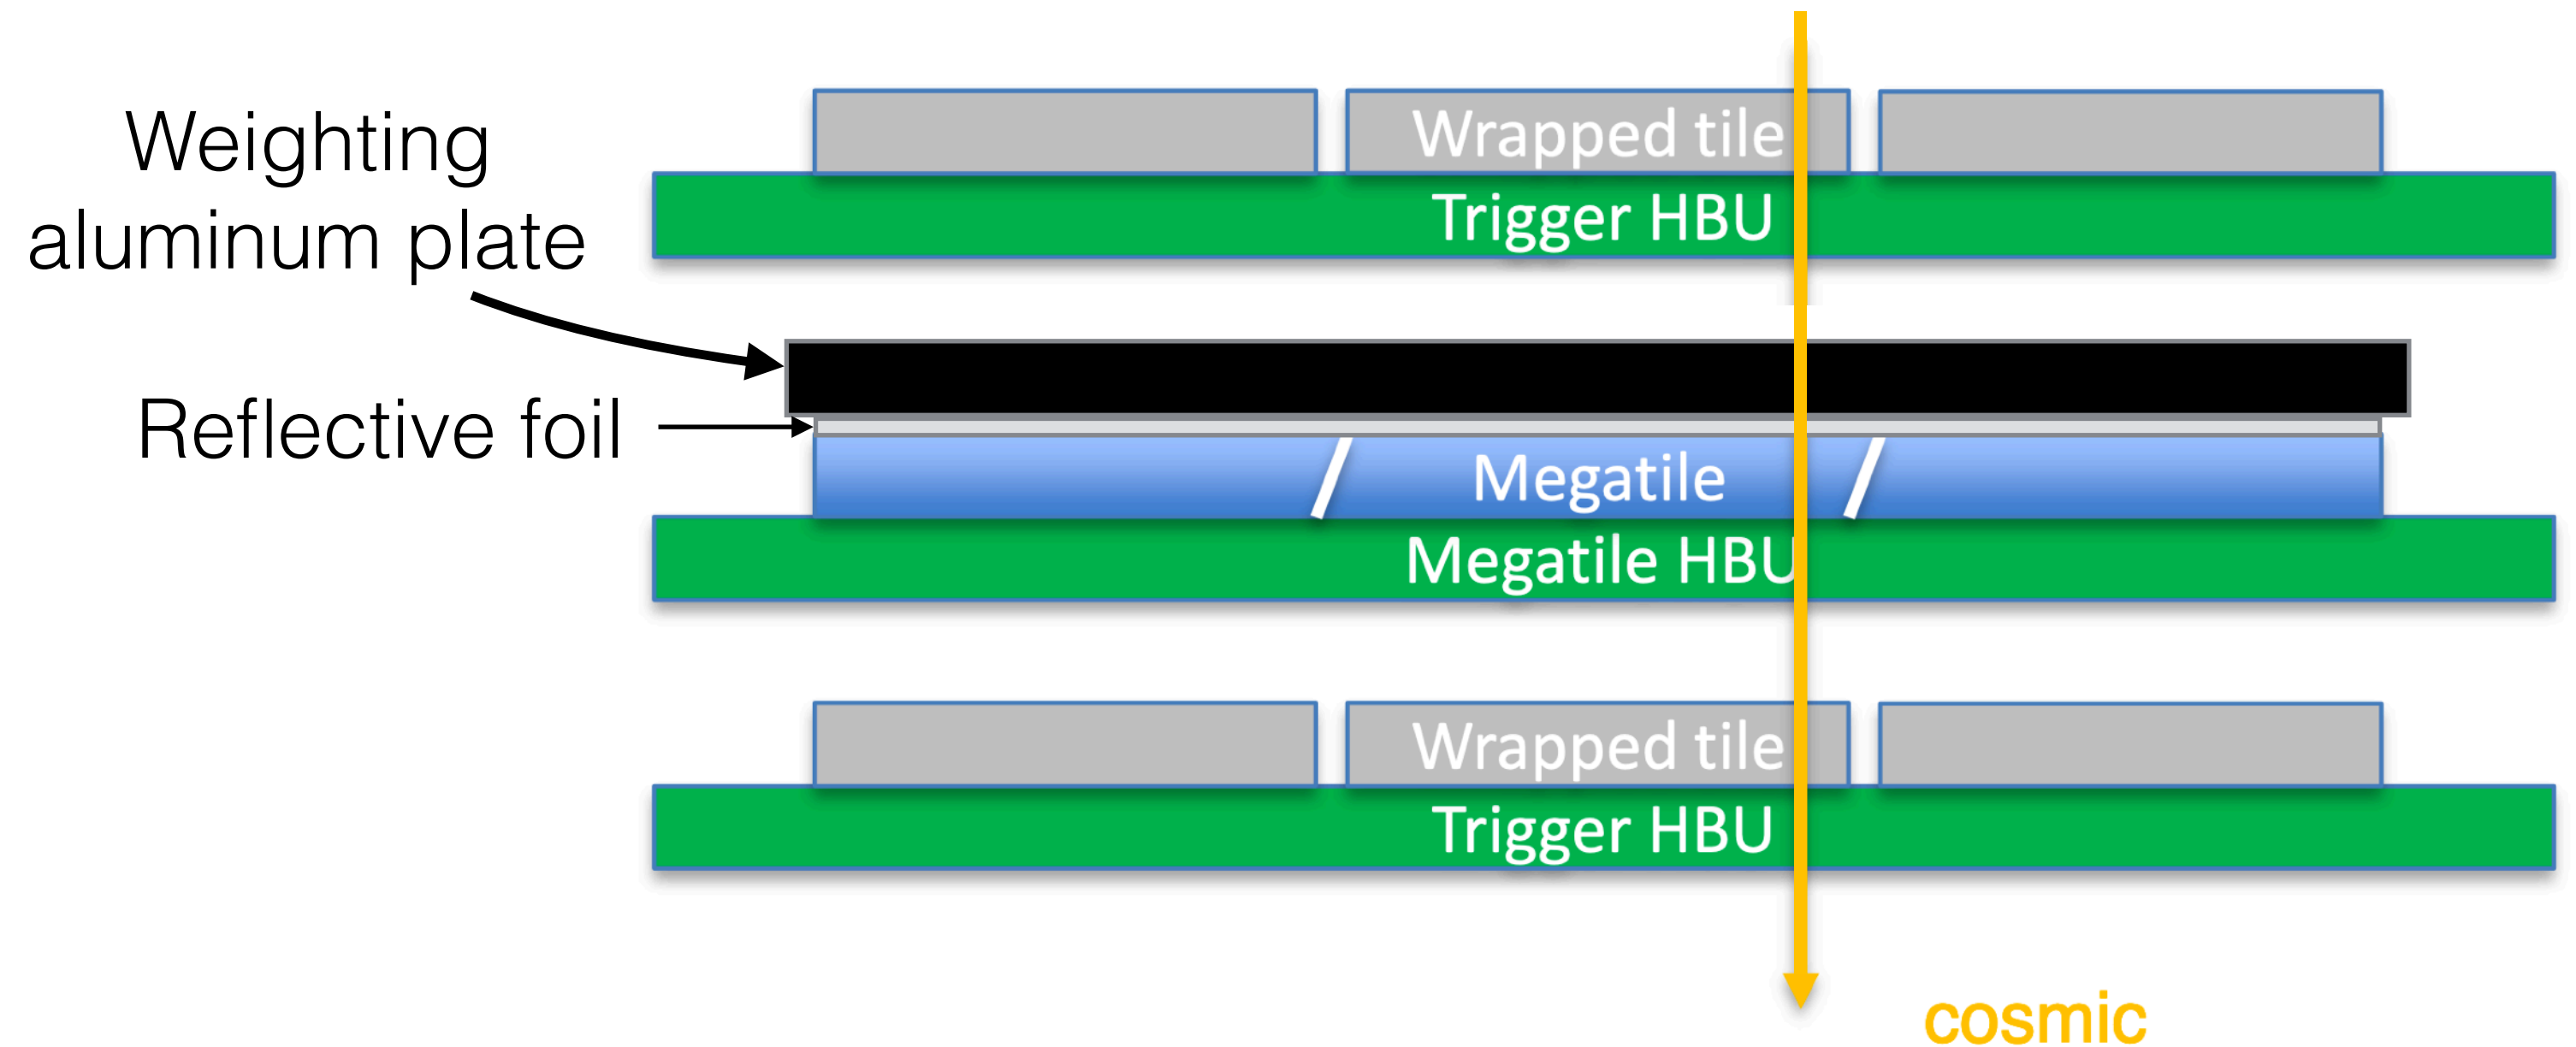 Weighting
aluminum plate
Reflective foil
Wrapped tile
Trigger HBU
Megatile
Megatile HBU
Wrapped tile
Trigger HBU
cosmic